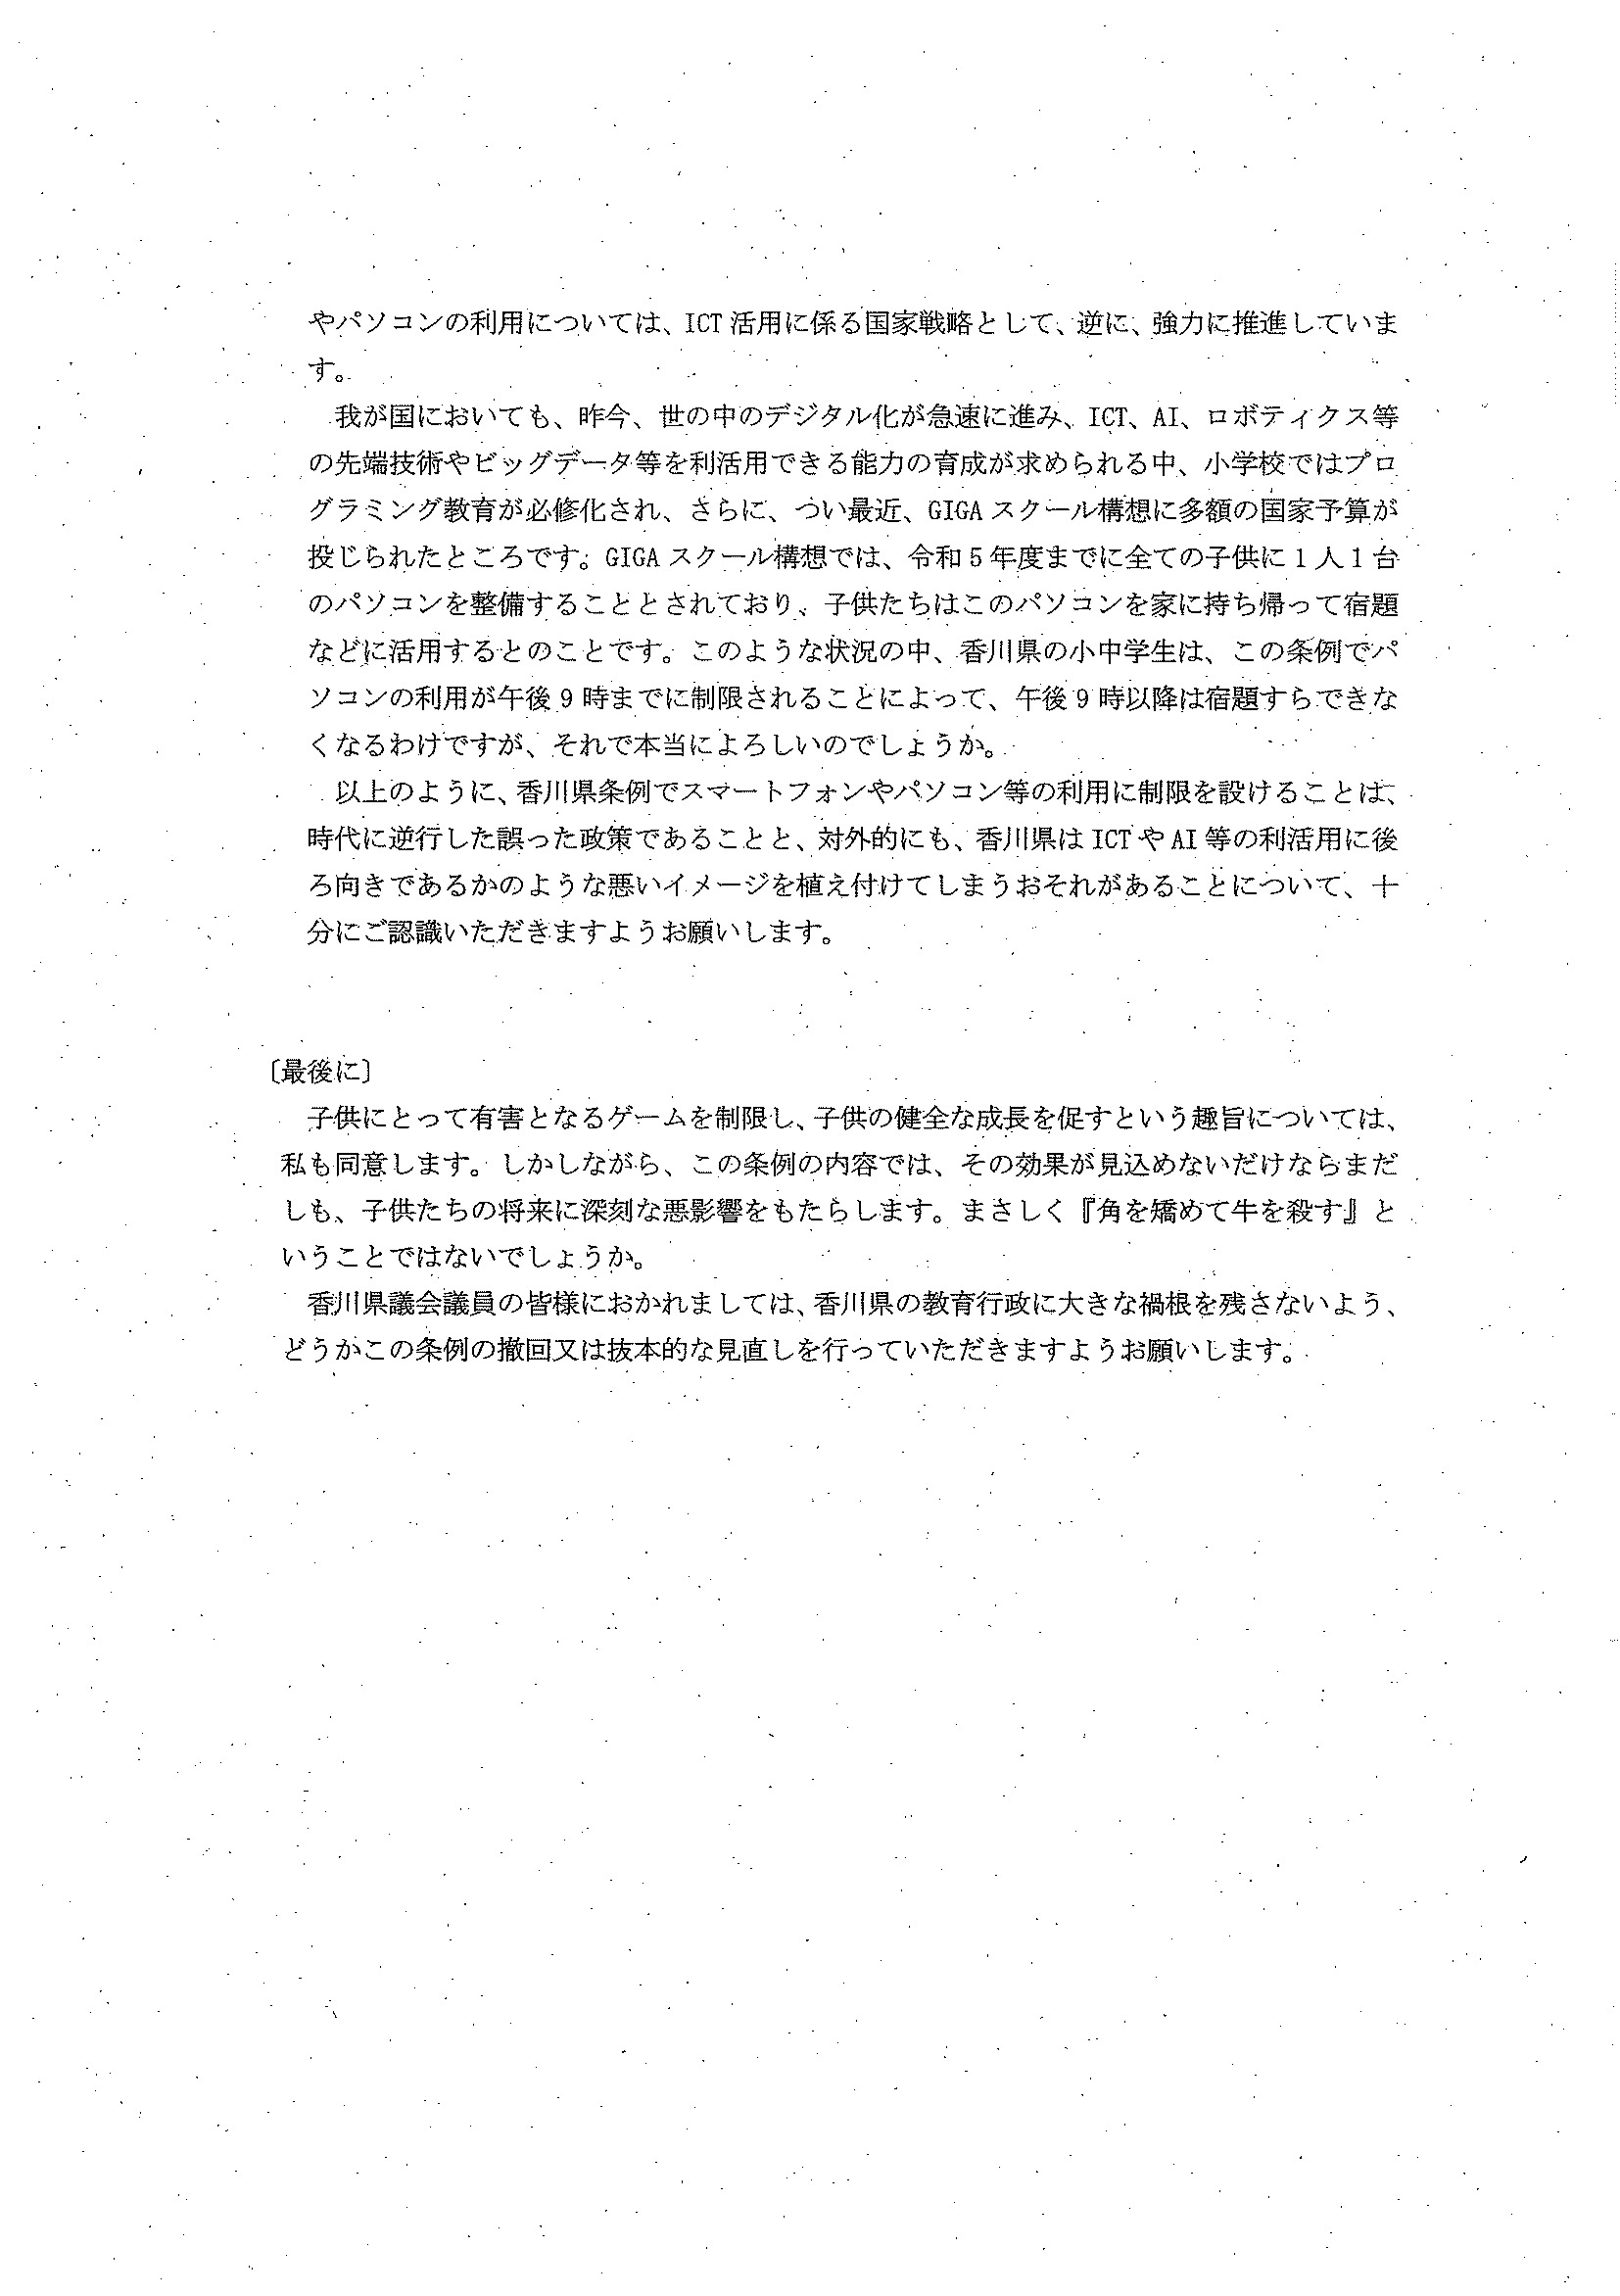 やパソコンの利用については、ICT 活用に係る国家戦略として、逆に、強力に推進していま
す。
我が国においても、昨今、世の中のデジタル化が急速に進み、ICT、AI、ロボティクス等
の先端技術やビッグデータ等を利活用できる能力の育成が求められる中、小学校ではプロ
グラミング教育が必修化され、さらに、つい最近、GIGA スクール構想に多額の国家予算が
投じられたところです。GIGA スクール構想では、令和5年度までに全ての子供に1人1台
のパソコンを整備することとされており、子供たちはこのパソコンを家に持ち帰って宿題
などに活用するとのことです。このような状況の中、香川県の小中学生は、この条例でパ
ソコンの利用が午後9時までに制限されることによって、午後9時以降は宿題すらできな
くなるわけですが、それで本当によろしいのでしょうか。
以上のように、香川県条例でスマートフォンやパソコン等の利用に制限を設けることは、
時代に逆行した誤った政策であることと、対外的にも、香川県は ICT や AI 等の利活用に後
ろ向きであるかのような悪いイメージを植え付けてしまうおそれがあることについて、十
分にご認識いただきますようお願いします。
〔最後に〕
子供にとって有害となるゲームを制限し、子供の健全な成長を促すという趣旨については、
私も同意します。しかしながら、この条例の内容では、その効果が見込めないだけならまだ
しも、子供たちの将来に深刻な悪影響をもたらします。まさしく『角を矯めて牛を殺す』と
いうことではないでしょうか。
香川県議会議員の皆様におかれましては、香川県の教育行政に大きな禍根を残さないよう、
どうかこの条例の撤回又は抜本的な見直しを行っていただきますようお願いします。